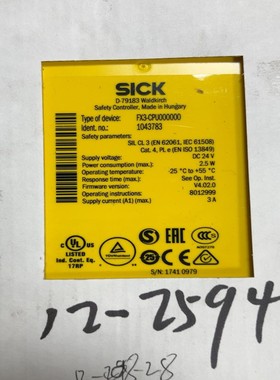 SICK
D-79183 Waldkirch
Safety Controller, Made in Hungary
Type of device: FX3-CPU000000
Ident. no.: 1043783
Safety parameters:
SIL CL 3 (EN 62061, IEC 61508)
Cat. 4, PL e (EN ISO 13849)
Supply voltage: DC 24 V
Power consumption (max.): 2.5 W
Operating temperature: -25 °C to +55 °C
Response time (max.): See Op. Inst.
Firmware version: V4.02.0
Operating instructions: 8012999
Supply current (A1) (max.) 3 A
UL
LISTED
Ind. Cont. Eq.
17RP
S
EAC
S/N: 1741 0979
12-2594